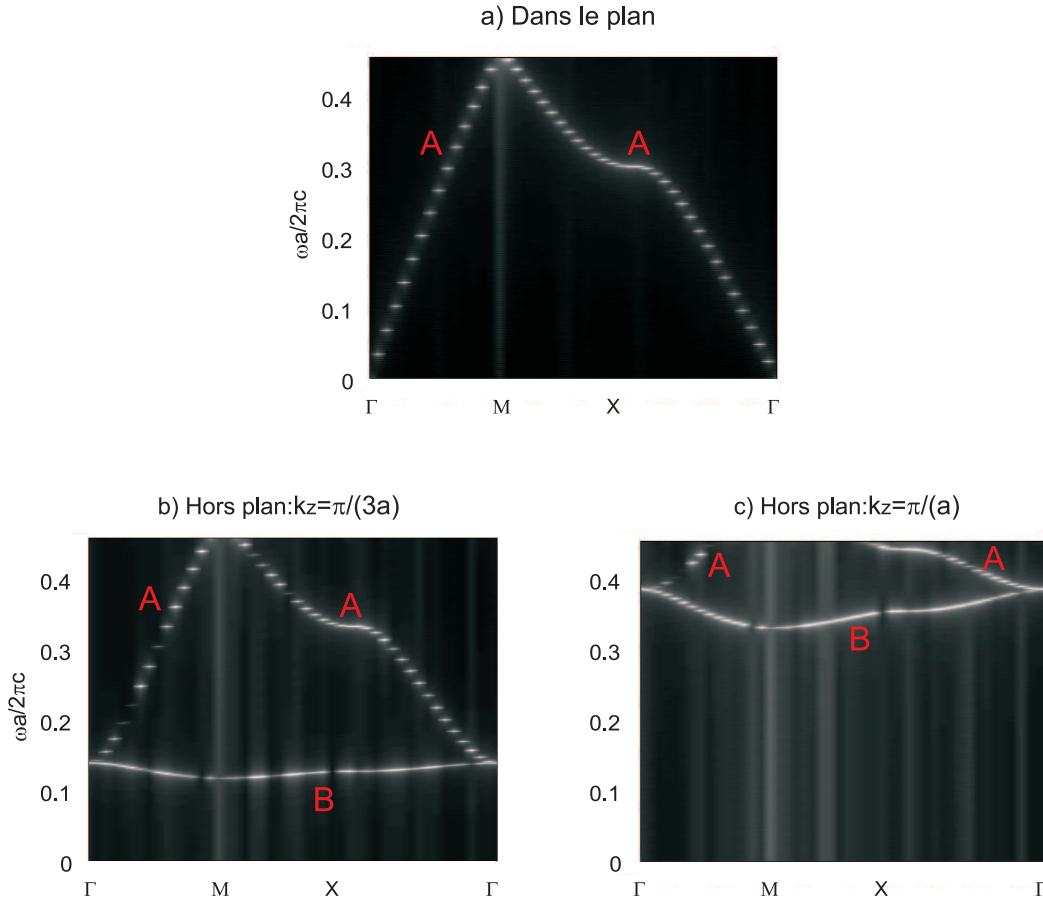 a) Dans le plan
0.4
0.3
0.2
0.1
0
ωa/2πc
A
A
Γ M X Γ
b) Hors plan:kz=π/(3a)
0.4
0.3
0.2
0.1
0
ωa/2πc
A
A
B
Γ M X Γ
c) Hors plan:kz=π/(a)
0.4
0.3
0.2
0.1
0
A
A
B
Γ M X Γ